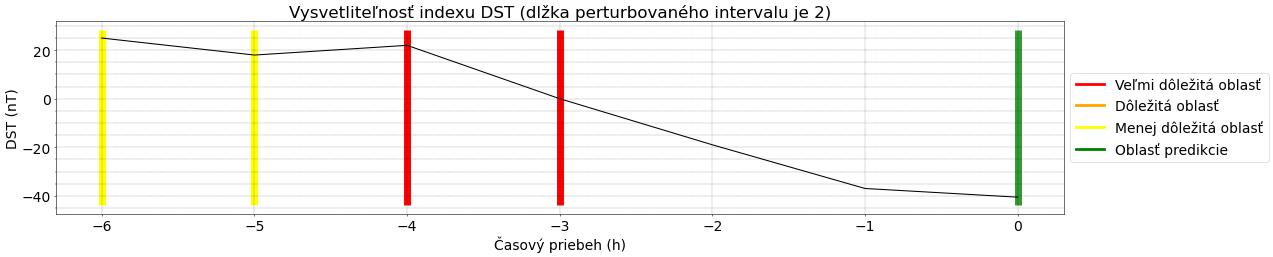 Vysvetliteľnosť indexu DST (dĺžka perturbovaného intervalu je 2)
DST (nT)
20
0
−20
−40
−6 −5 −4 −3 −2 −1 0
Časový priebeh (h)
Veľmi dôležitá oblasť
Dôležitá oblasť
Menej dôležitá oblasť
Oblasť predikcie